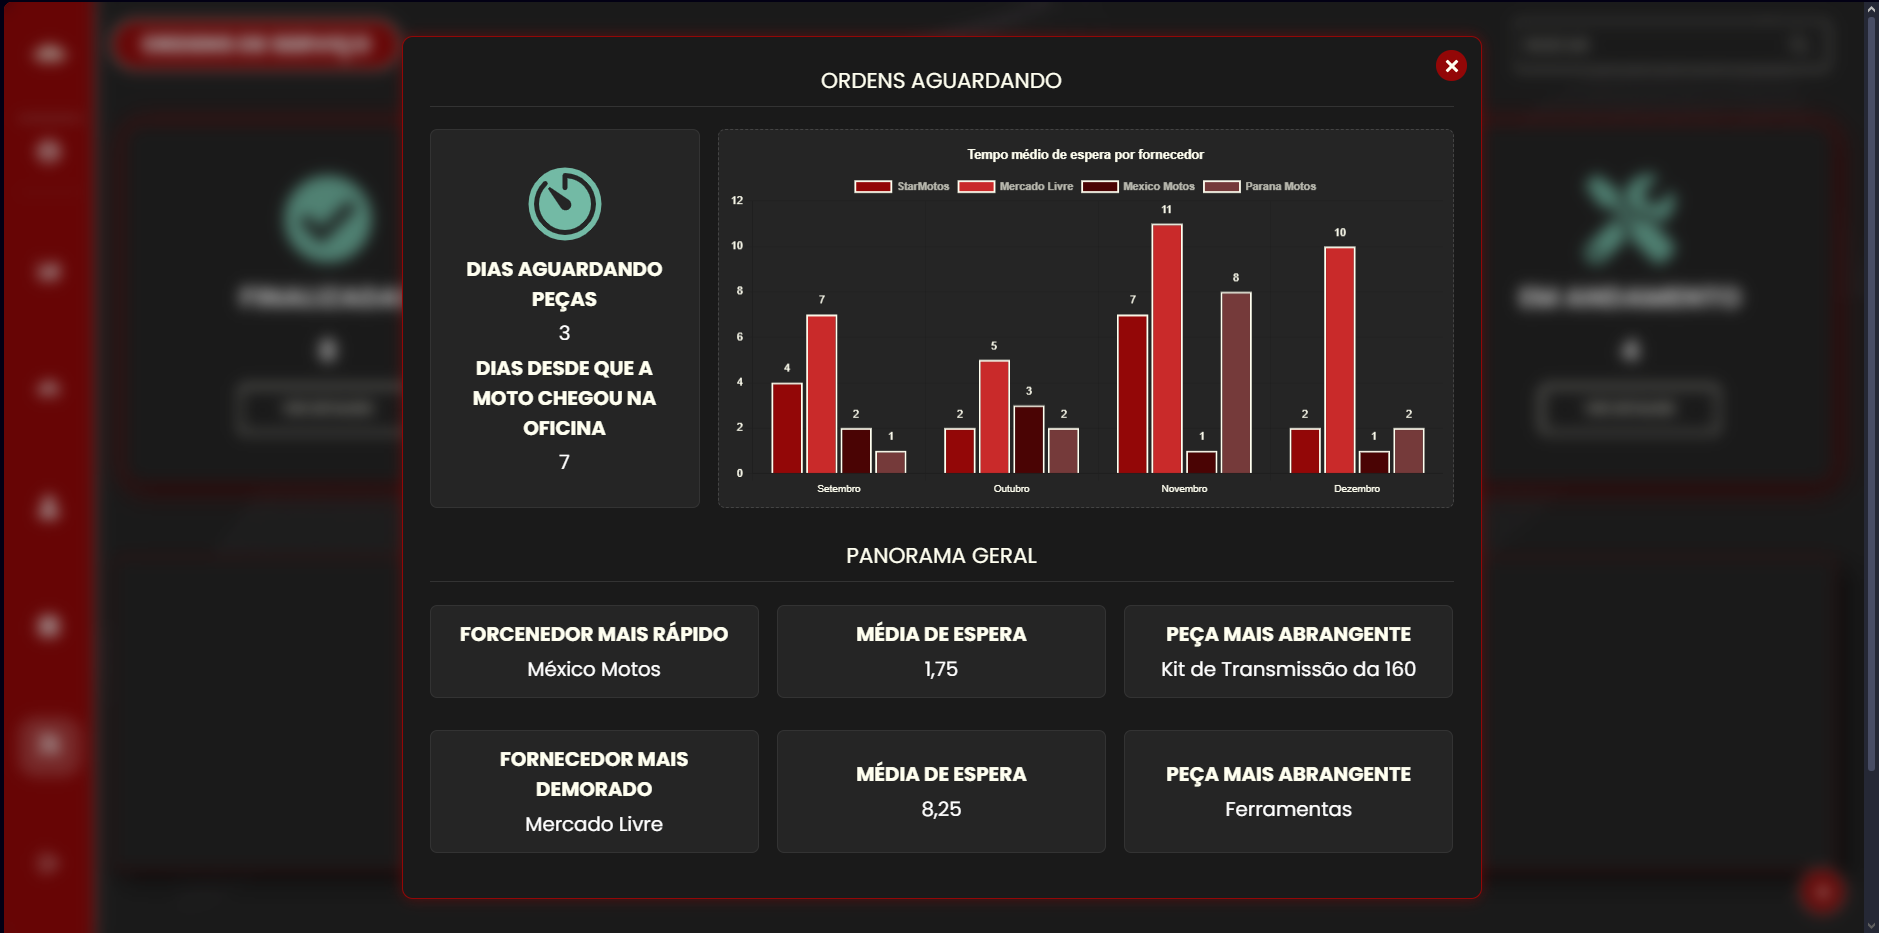 ORDENS AGUARDANDO
DIAS AGUARDANDO
PEÇAS
3
DIAS DESDE QUE A
MOTO CHEGOU NA
OFICINA
7
Tempo médio de espera por fornecedor
StarMotos Mercado Livre Mexico Motos Parana Motos
12
10
8
6
4
2
0
4 7 2 1
2 5 3 2
7 11 1 8
2 10 1 2
Setembro Outubro Novembro Dezembro
PANORAMA GERAL
FORCENEDOR MAIS RÁPIDO
México Motos
MÉDIA DE ESPERA
1,75
PEÇA MAIS ABRANGENTE
Kit de Transmissão da 160
FORNECEDOR MAIS
DEMORADO
Mercado Livre
MÉDIA DE ESPERA
8,25
PEÇA MAIS ABRANGENTE
Ferramentas
EM ANDAMENTO